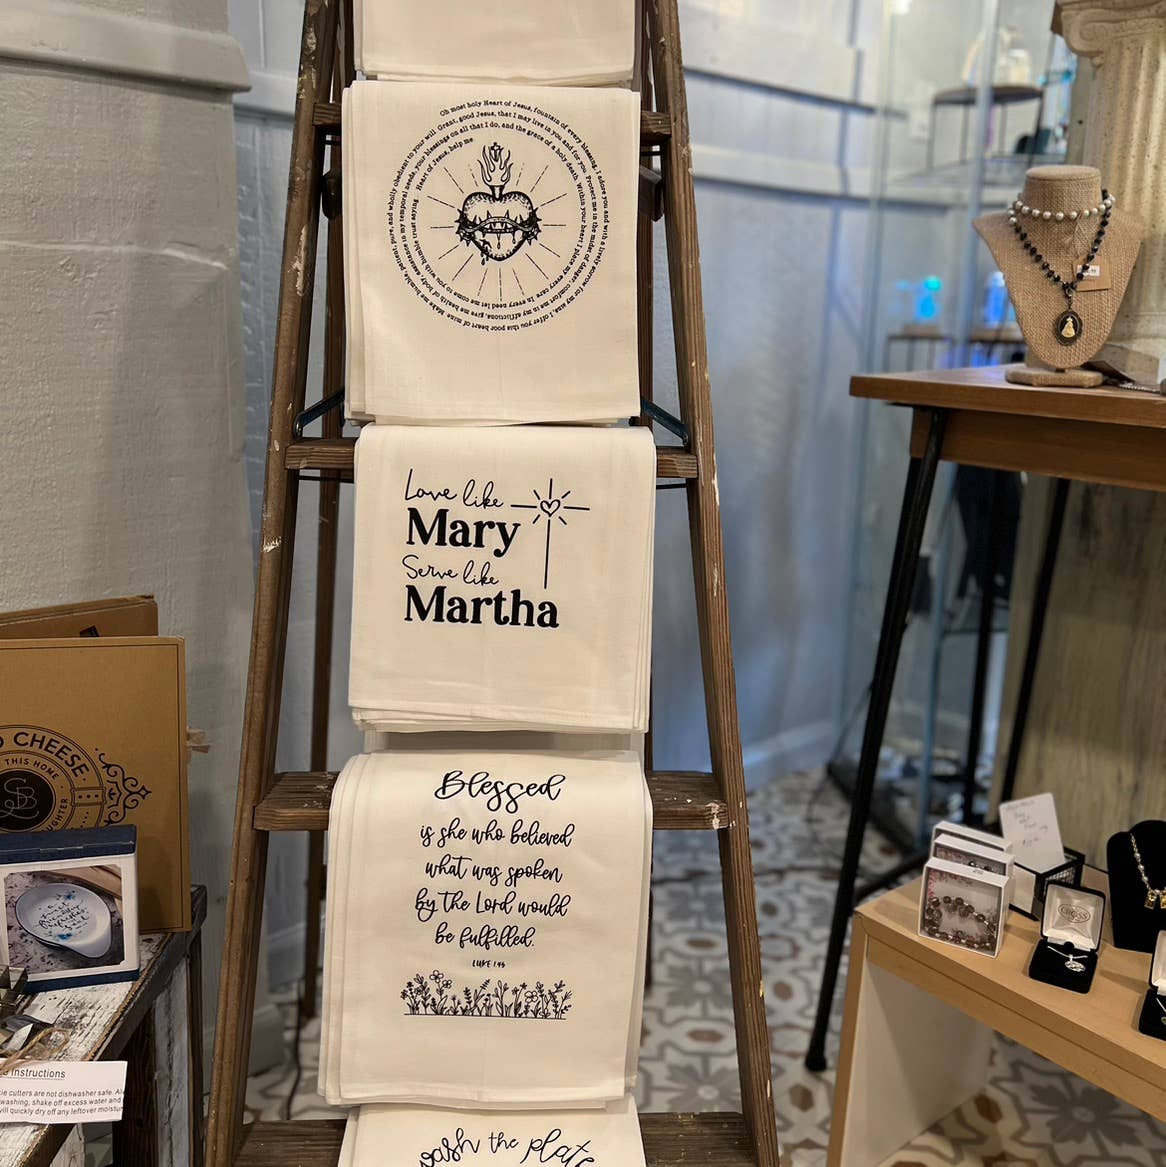 Oh most holy Heart of Jesus, fountain of every blessing, I adore you and with a lively sorrow for my sins, I offer you this poor heart of mine. Make me humble, patient, pure, and wholly obedient to your will. Grant, good Jesus, that I may live in you and for you. Protect me in the midst of danger, comfort me in my afflictions, give me health of body, assistance in my temporal needs, your blessings on all that I do, and the grace of a holy death. Within your heart I place my every care. In every need let me come to you with humble trust saying, Heart of Jesus, help me
Love like
Mary
Serve like
Martha
Blessed
is she who believed
what was spoken
by the Lord would
be fulfilled.
LUKE 1:45
wash the plate
CHEESE
THIS HOME
Instructions
cutters are not dishwasher safe.
washing, shake off excess water and
will quickly dry off any leftover moisture
CROSS